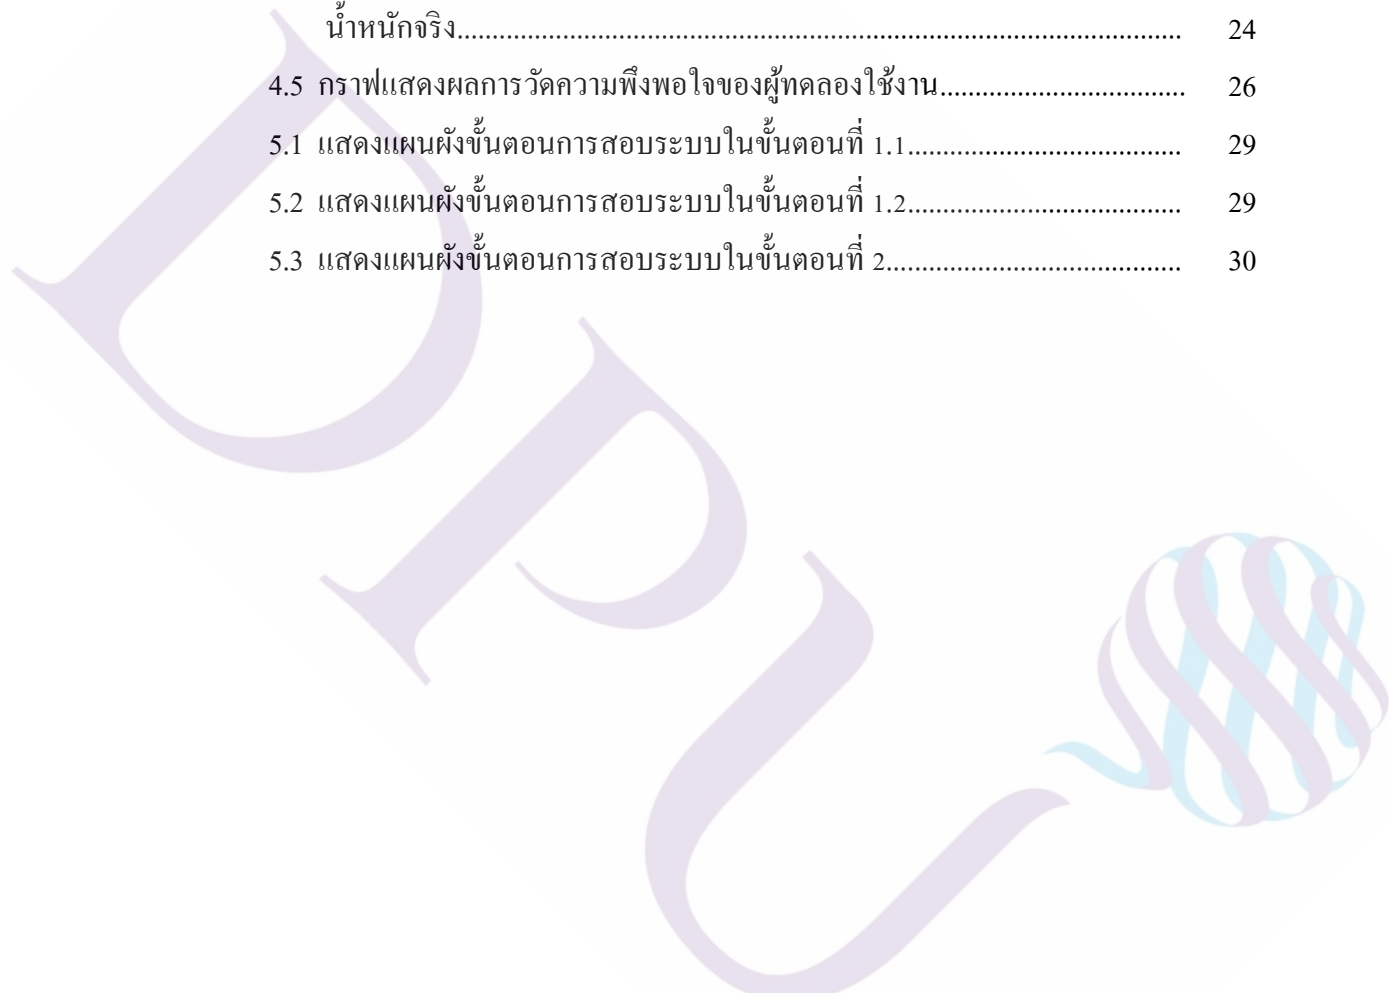 น้ำหนักจริง........................................................................................................ 24
4.5 กราฟแสดงผลการวัดความพึงพอใจของผู้ทดลองใช้งาน................................... 26
5.1 แสดงแผนผังขั้นตอนการสอบระบบในขั้นตอนที่ 1.1....................................... 29
5.2 แสดงแผนผังขั้นตอนการสอบระบบในขั้นตอนที่ 1.2....................................... 29
5.3 แสดงแผนผังขั้นตอนการสอบระบบในขั้นตอนที่ 2.......................................... 30
DPU